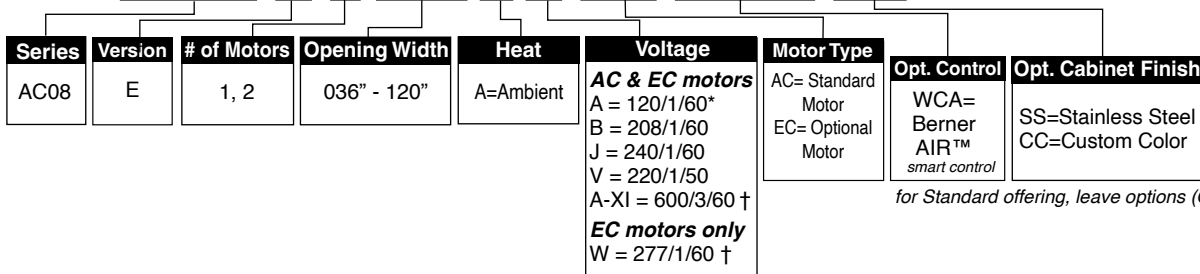 Series
AC08
Version
E
# of Motors
1, 2
Opening Width
036” - 120”
Heat
A=Ambient
Voltage
AC & EC motors
A = 120/1/60*
B = 208/1/60
J = 240/1/60
V = 220/1/50
A-XI = 600/3/60 †
EC motors only
W = 277/1/60 †
Motor Type
AC= Standard
Motor
EC= Optional
Motor
Opt. Control
WCA=
Berner
AIR™
smart control
Opt. Cabinet Finish
SS=Stainless Steel
CC=Custom Color
for Standard offering, leave options